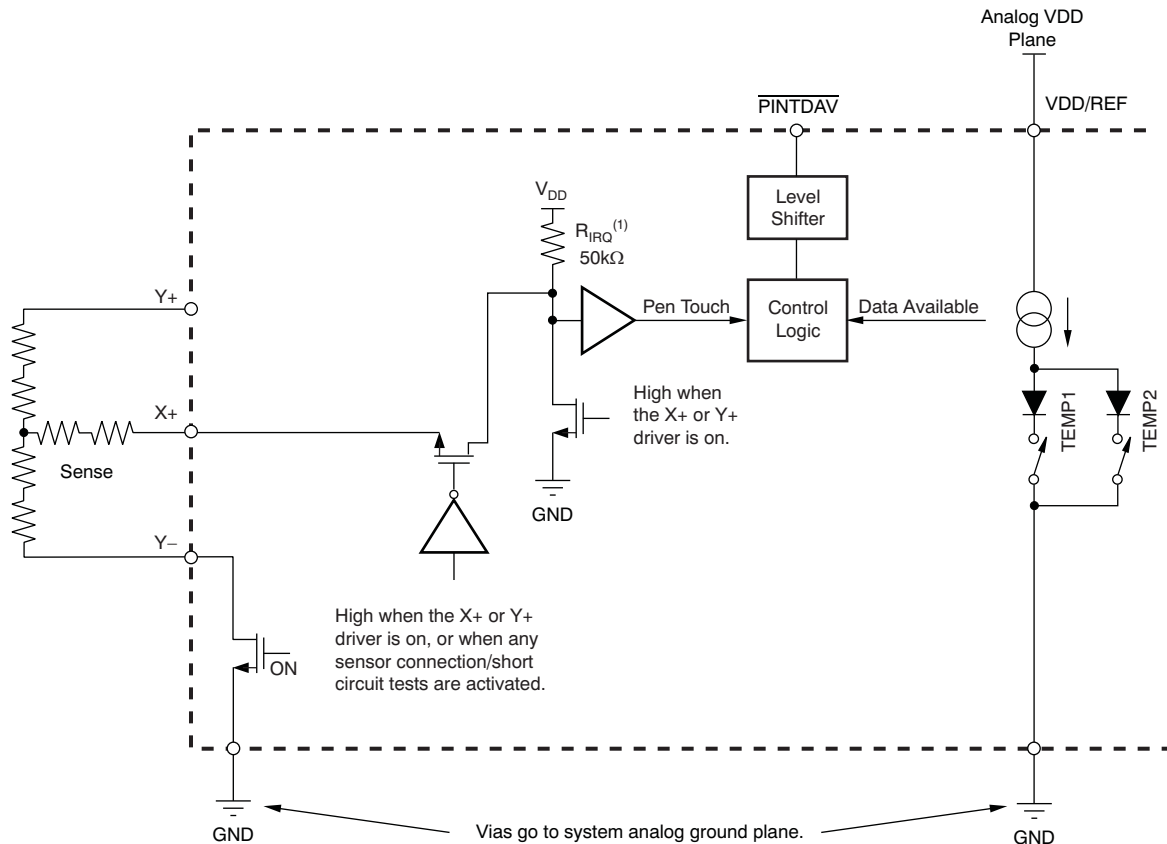 Analog VDD
Plane
PINTDAV
VDD/REF
VDD
Level
Shifter
RIRQ(1)
50kΩ
Y+
Pen Touch
Control
Logic
Data Available
High when
the X+ or Y+
driver is on.
TEMP1
TEMP2
X+
Sense
GND
Y−
High when the X+ or Y+
driver is on, or when any
sensor connection/short
circuit tests are activated.
ON
GND
Vias go to system analog ground plane.
GND